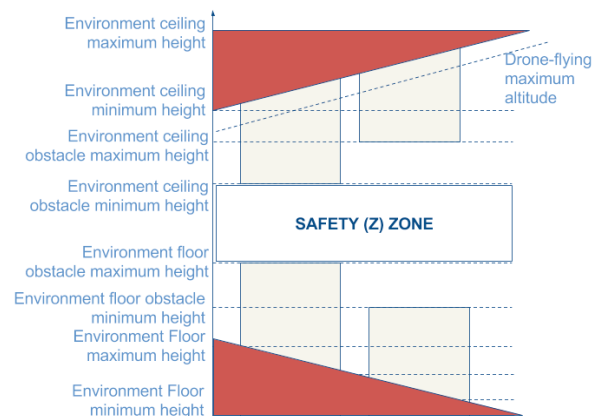 Environment ceiling
maximum height
Drone-flying
maximum
altitude
Environment ceiling
minimum height
Environment ceiling
obstacle maximum height
Environment ceiling
obstacle minimum height
SAFETY (Z) ZONE
Environment floor
obstacle maximum height
Environment floor obstacle
minimum height
Environment Floor
maximum height
Environment Floor
minimum height